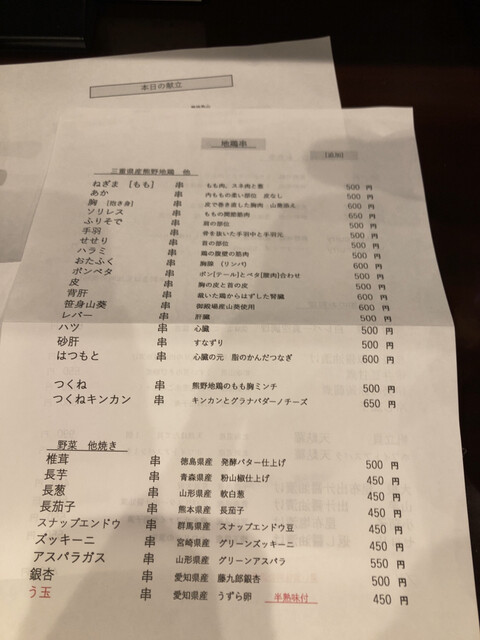 本日の献立
地鶏串
[追加]
三重県産熊野地鶏 他
ねぎま [もも] 串 もも肉、スネ肉と葱 500 円
あか 串 内ももの柔い部位 皮なし 500 円
胸 [抱き身] 串 皮で巻き直した胸肉 山葵添え 600 円
ソリレス 串 ももの関節筋肉 650 円
ふりそで 串 肩の部位 500 円
手羽 串 骨を抜いた手羽中と手羽元 500 円
せせり 串 首の部位 500 円
ハラミ 串 鶏の腹壁の筋肉 500 円
おたふく 串 胸腺 (リンパ) 600 円
ボンペタ 串 ボン[テール]とペタ[腰肉]合わせ 500 円
皮 串 胸の皮と首の皮 500 円
背肝 串 裁いた鶏からはずした腎臓 600 円
笹身山葵 串 御殿場産山葵使用 600 円
レバー 串 肝臓 500 円
ハツ 串 心臓 500 円
砂肝 串 すなずり 500 円
はつもと 串 心臓の元 脂のかんだつなぎ 600 円
つくね 串 熊野地鶏のもも胸ミンチ 500 円
つくねキンカン 串 キンカンとグラナパダーノチーズ 650 円
野菜 他焼き
椎茸 串 徳島県産 発酵バター仕上げ 500 円
長芋 串 青森県産 粉山椒仕上げ 450 円
長葱 串 山形県産 軟白葱 450 円
長茄子 串 熊本県産 長茄子 450 円
スナップエンドウ 串 群馬県産 スナップエンドウ豆 450 円
ズッキーニ 串 宮崎県産 グリーンズッキーニ 450 円
アスパラガス 串 山形県産 グリーンアスパラ 550 円
銀杏 串 愛知県産 藤九郎銀杏 500 円
う玉 串 愛知県産 うずら卵 半熟味付 450 円